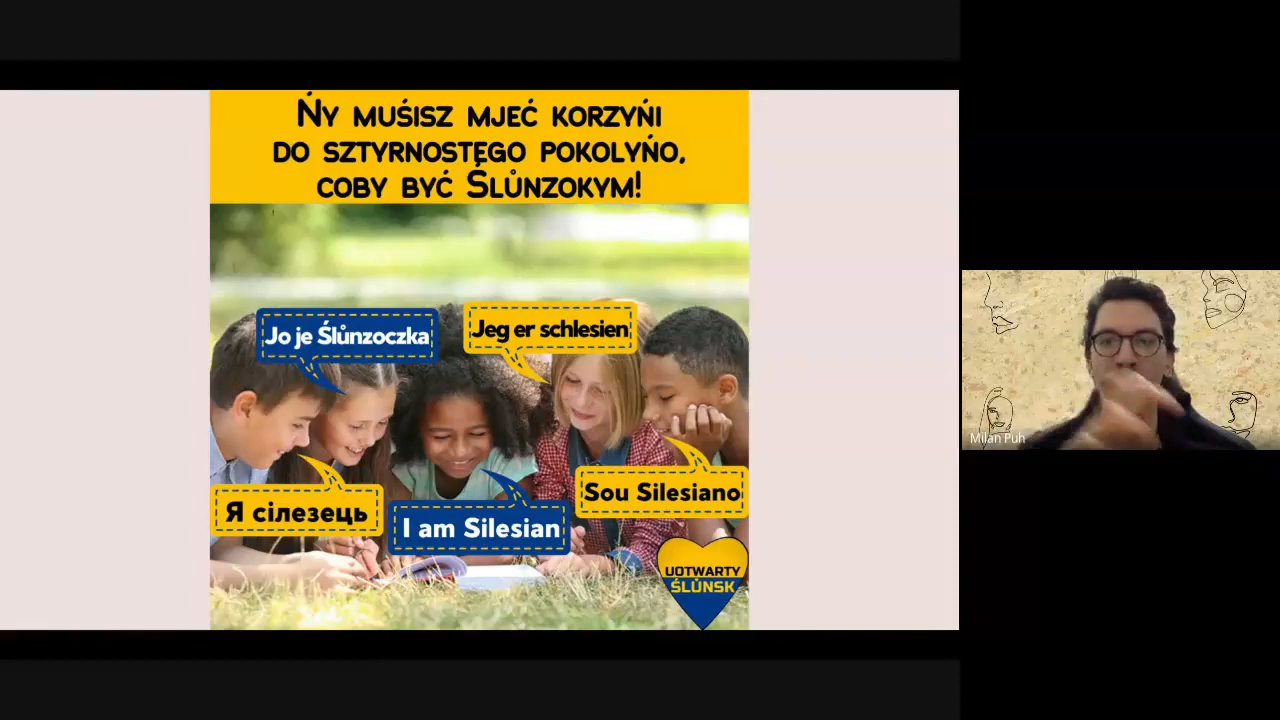 Ńy muśisz mjeć korzyńi
do sztyrnostego pokolyńo,
coby być Ślůnzokym!
Jo je Ślůnzoczka
Jeg er schlesien
Sou Silesiano
Я сілезець
I am Silesian
UOTWARTY
ŚLŮNSK
Milan Puh